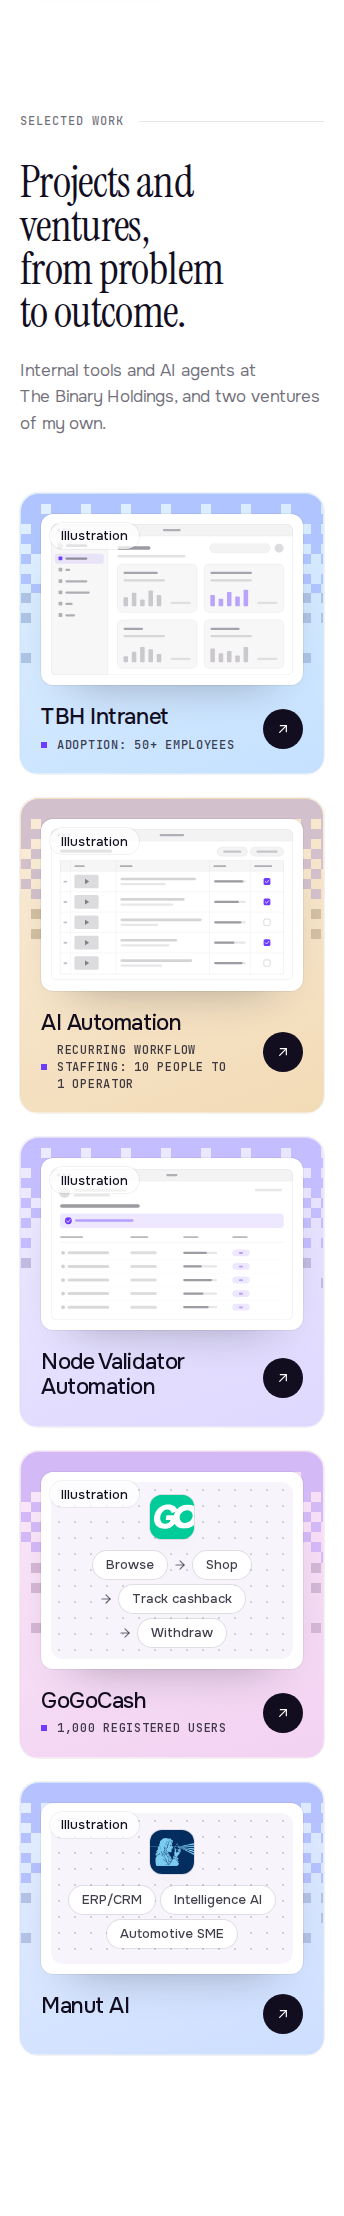 SELECTED WORK
Projects and
ventures,
from problem
to outcome.
Internal tools and AI agents at
The Binary Holdings, and two ventures
of my own.
Illustration
TBH Intranet
ADOPTION: 50+ EMPLOYEES
Illustration
AI Automation
RECURRING WORKFLOW
STAFFING: 10 PEOPLE TO
1 OPERATOR
Illustration
Node Validator
Automation
Illustration
GO
Browse → Shop
→ Track cashback
→ Withdraw
GoGoCash
1,000 REGISTERED USERS
Illustration
ERP/CRM Intelligence AI
Automotive SME
Manut AI